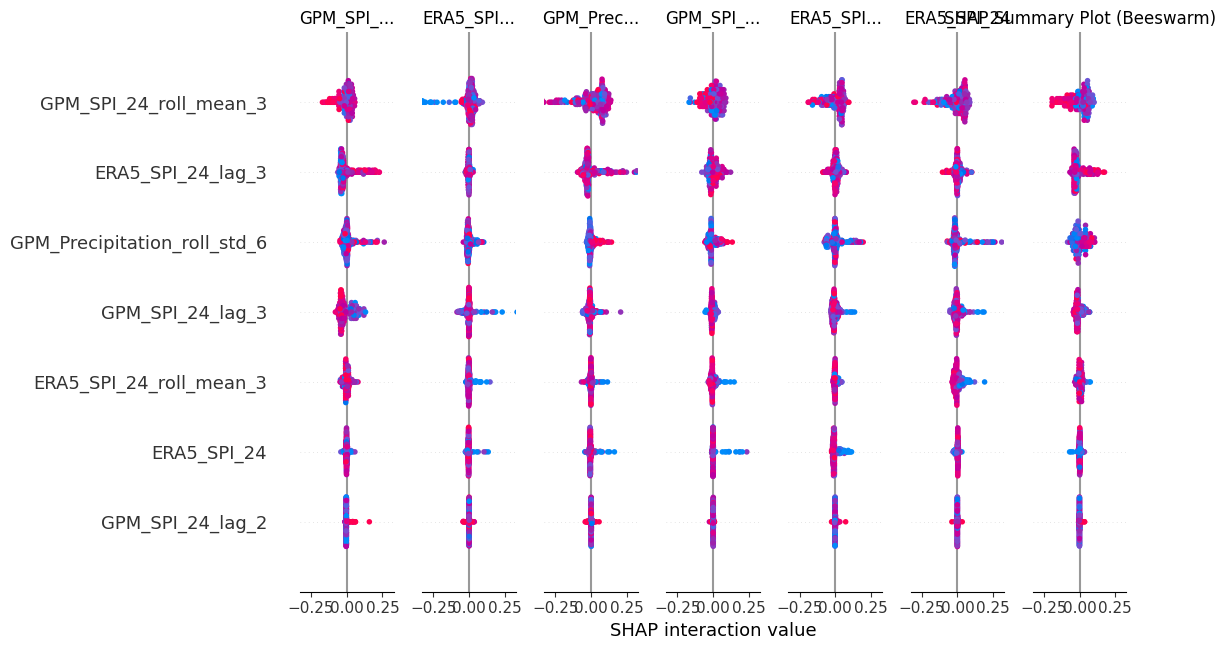 GPM_SPI_... ERA5_SPI... GPM_Prec... GPM_SPI_... ERA5_SPI... ERA5_SPI_24 SHAP Summary Plot (Beeswarm)
GPM_SPI_24_roll_mean_3
ERA5_SPI_24_lag_3
GPM_Precipitation_roll_std_6
GPM_SPI_24_lag_3
ERA5_SPI_24_roll_mean_3
ERA5_SPI_24
GPM_SPI_24_lag_2
−0.25 0.00 0.25 −0.25 0.00 0.25 −0.25 0.00 0.25 −0.25 0.00 0.25 −0.25 0.00 0.25 −0.25 0.00 0.25 −0.25 0.00 0.25
SHAP interaction value